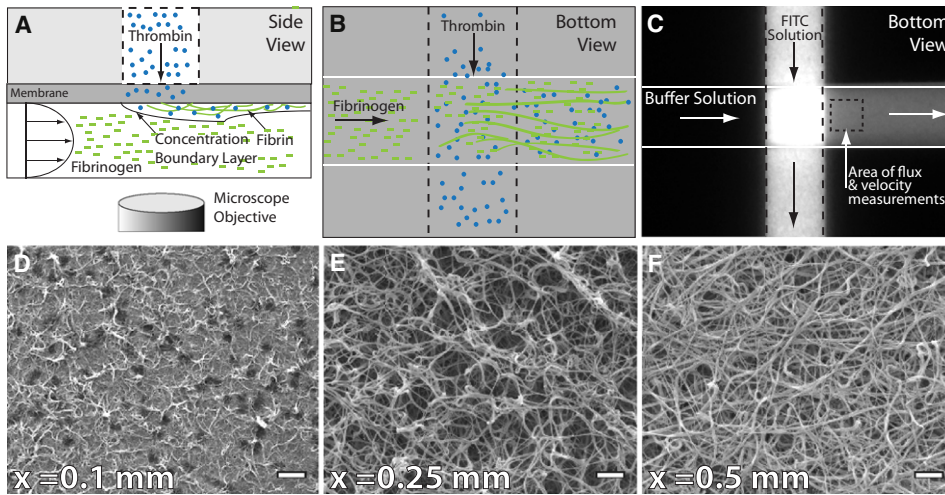 A
Side
View
Thrombin
Membrane
Concentration
Boundary Layer
Fibrin
Fibrinogen
Microscope
Objective
B
Bottom
View
Thrombin
Fibrinogen
C
FITC
Solution
Bottom
View
Buffer Solution
Area of flux
& velocity
measurements
D
x =0.1 mm
E
x =0.25 mm
F
x =0.5 mm